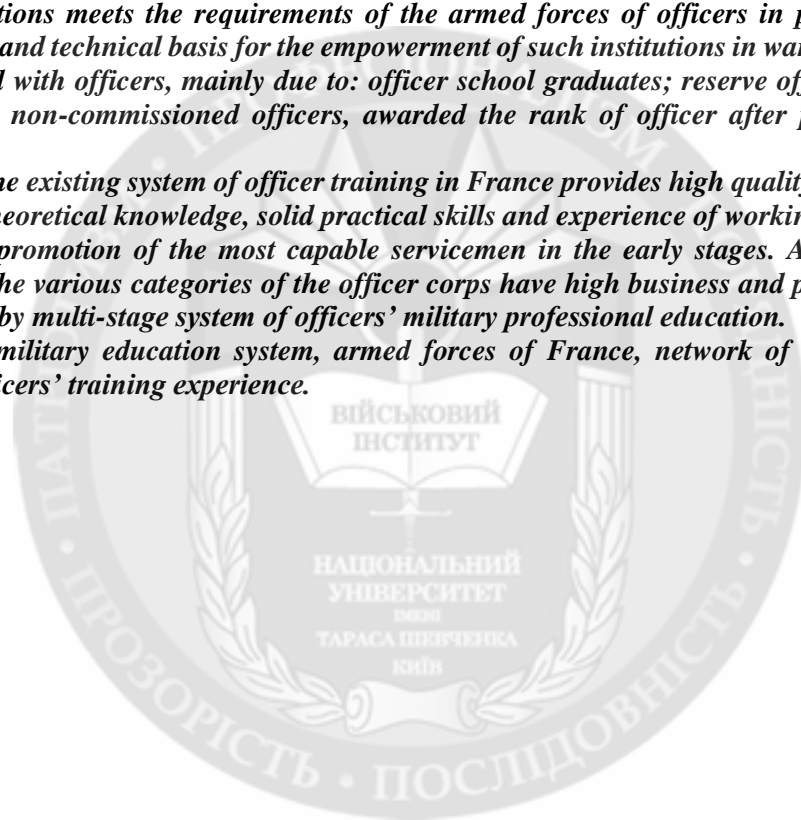 tions meets the requirements of the armed forces of officers in p
and technical basis for the empowerment of such institutions in war
d with officers, mainly due to: officer school graduates; reserve off
non-commissioned officers, awarded the rank of officer after p
he existing system of officer training in France provides high quality
heoretical knowledge, solid practical skills and experience of workin
promotion of the most capable servicemen in the early stages. A
he various categories of the officer corps have high business and p
by multi-stage system of officers’ military professional education.
military education system, armed forces of France, network of
icers’ training experience.
ВІЙСЬКОВИЙ
ІНСТИТУТ
НАЦІОНАЛЬНИЙ
УНІВЕРСИТЕТ
ІМЕНІ
ТАРАСА ШЕВЧЕНКА
КИЇВ
ПРОЗОРІСТЬ • ПОСЛІДОВНІСТЬ